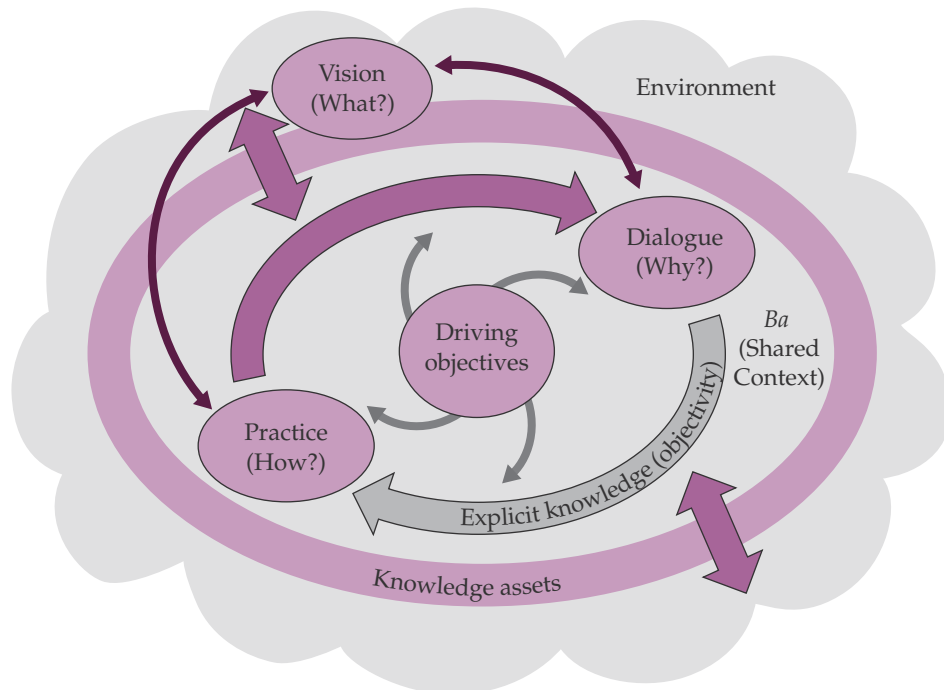 Vision
(What?)
Environment
Dialogue
(Why?)
Driving
objectives
Ba
(Shared
Context)
Practice
(How?)
Explicit knowledge (objectivity)
Knowledge assets